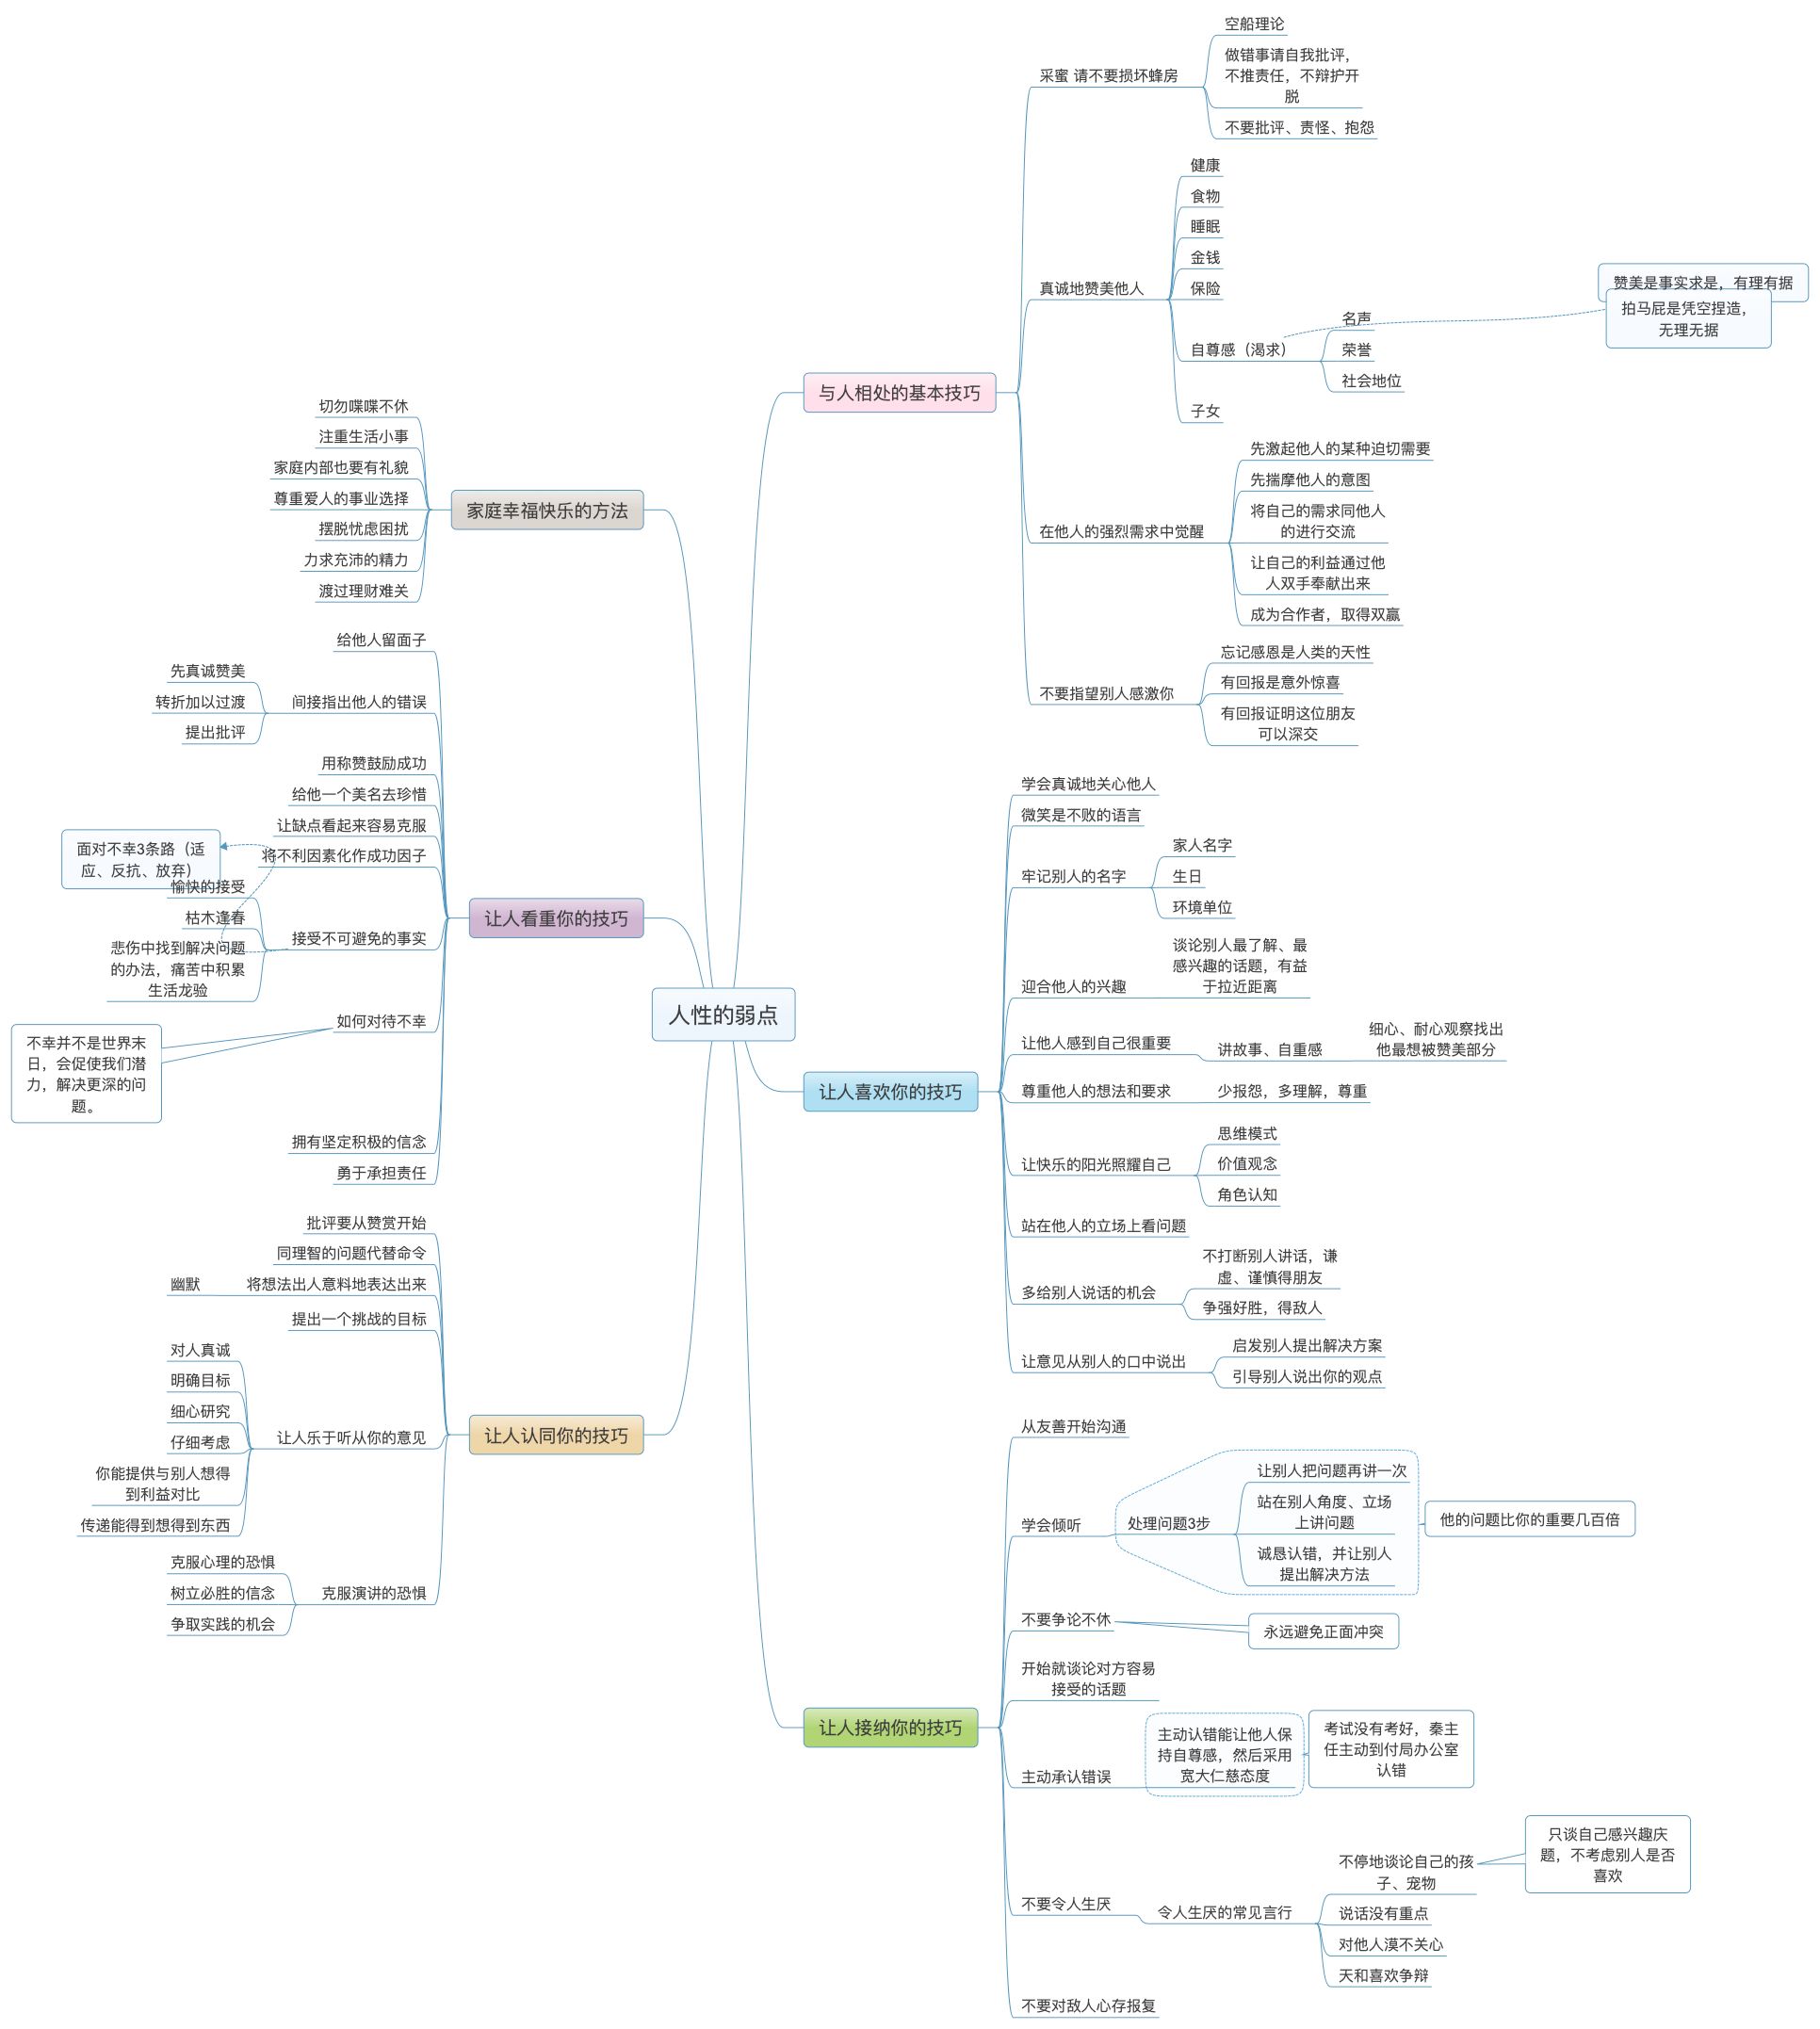 人性的弱点
与人相处的基本技巧
采蜜 请不要损坏蜂房
空船理论
做错事请自我批评，
不推责任，不辩护开
脱
不要批评、责怪、抱怨
真诚地赞美他人
健康
食物
睡眠
金钱
保险
自尊感（渴求）
名声
荣誉
社会地位
赞美是事实求是，有理有据
拍马屁是凭空捏造，
无理无据
子女
在他人的强烈需求中觉醒
先激起他人的某种迫切需要
先揣摩他人的意图
将自己的需求同他人
的进行交流
让自己的利益通过他
人双手奉献出来
成为合作者，取得双赢
不要指望别人感激你
忘记感恩是人类的天性
有回报是意外惊喜
有回报证明这位朋友
可以深交
让人喜欢你的技巧
学会真诚地关心他人
微笑是不败的语言
牢记别人的名字
家人名字
生日
环境单位
迎合他人的兴趣
谈论别人最了解、最
感兴趣的话题，有益
于拉近距离
让他人感到自己很重要
讲故事、自重感
细心、耐心观察找出
他最想被赞美部分
尊重他人的想法和要求
少报怨，多理解，尊重
让快乐的阳光照耀自己
思维模式
价值观念
角色认知
站在他人的立场上看问题
多给别人说话的机会
不打断别人讲话，谦
虚、谨慎得朋友
争强好胜，得敌人
让意见从别人的口中说出
启发别人提出解决方案
引导别人说出你的观点
让人接纳你的技巧
从友善开始沟通
学会倾听
处理问题3步
让别人把问题再讲一次
站在别人角度、立场
上讲问题
诚恳认错，并让别人
提出解决方法
他的问题比你的重要几百倍
不要争论不休
永远避免正面冲突
开始就谈论对方容易
接受的话题
主动承认错误
主动认错能让他人保
持自尊感，然后采用
宽大仁慈态度
考试没有考好，秦主
任主动到付局办公室
认错
不要令人生厌
令人生厌的常见言行
不停地谈论自己的孩
子、宠物
只谈自己感兴趣庆
题，不考虑别人是否
喜欢
说话没有重点
对他人漠不关心
天和喜欢争辩
不要对敌人心存报复
家庭幸福快乐的方法
切勿喋喋不休
注重生活小事
家庭内部也要有礼貌
尊重爱人的事业选择
摆脱忧虑困扰
力求充沛的精力
渡过理财难关
让人看重你的技巧
给他人留面子
间接指出他人的错误
先真诚赞美
转折加以过渡
提出批评
用称赞鼓励成功
给他一个美名去珍惜
让缺点看起来容易克服
将不利因素化作成功因子
接受不可避免的事实
面对不幸3条路（适
应、反抗、放弃）
愉快的接受
枯木逢春
悲伤中找到解决问题
的办法，痛苦中积累
生活龙验
如何对待不幸
不幸并不是世界末
日，会促使我们潜
力，解决更深的问
题。
拥有坚定积极的信念
勇于承担责任
让人认同你的技巧
批评要从赞赏开始
同理智的问题代替命令
将想法出人意料地表达出来
幽默
提出一个挑战的目标
让人乐于听从你的意见
对人真诚
明确目标
细心研究
仔细考虑
你能提供与别人想得
到利益对比
传递能得到想得到东西
克服演讲的恐惧
克服心理的恐惧
树立必胜的信念
争取实践的机会